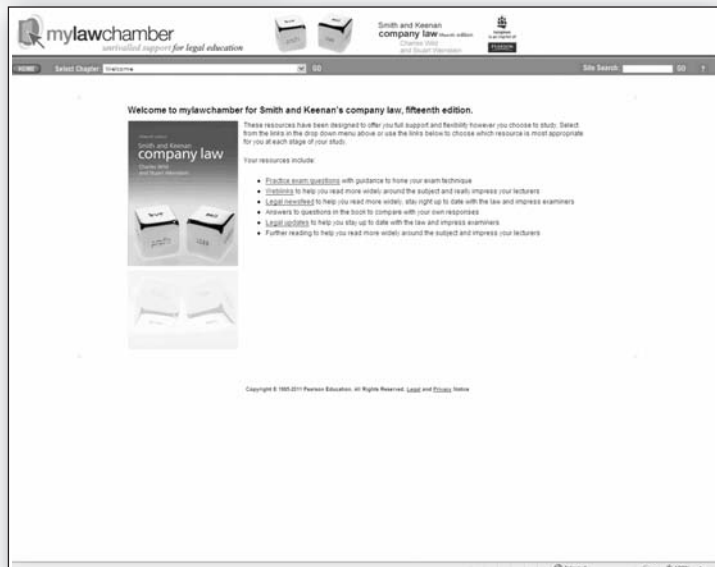 mylawchamber
unrivalled support for legal education
Smith and Keenan
company law fifteenth edition
Charles Wild
and Stuart Weinstein
PEARSON
HOME Select Chapter Welcome GO Site Search: GO ?
Welcome to mylawchamber for Smith and Keenan's company law, fifteenth edition.
These resources have been designed to offer you full support and flexibility however you choose to study. Select
from the links in the drop down menu above or use the links below to choose which resource is most appropriate
for you at each stage of your study.
Your resources include:
Practice exam questions with guidance to hone your exam technique
Weblinks to help you read more widely around the subject and really impress your lecturers
Legal newsfeed to help you read more widely, stay right up to date with the law and impress examiners
Answers to questions in the book to compare with your own responses
Legal updates to help you stay up to date with the law and impress examiners
Further reading to help you read more widely around the subject and impress your lecturers
Smith and Keenan
company law
Charles Wild
and Stuart Weinstein
Copyright © 1995-2011 Pearson Education. All Rights Reserved. Legal and Privacy Notice